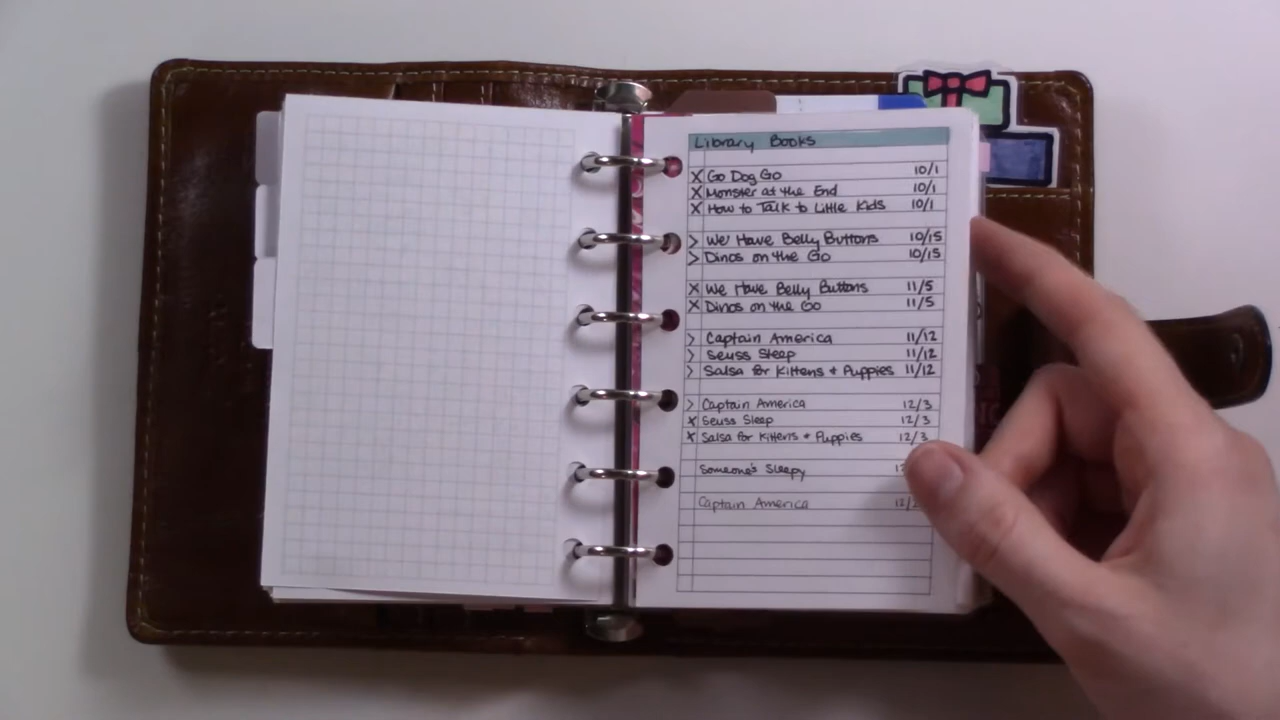 Library Books
X Go Dog Go 10/1
X Monster at the End 10/1
X How to Talk to Little Kids 10/1
> We Have Belly Buttons 10/15
> Dinos on the Go 10/15
X We Have Belly Buttons 11/5
X Dinos on the Go 11/5
> Captain America 11/12
> Seuss Sleep 11/12
> Salsa for Kittens + Puppies 11/12
> Captain America 12/3
X Seuss Sleep 12/3
X Salsa for Kittens + Puppies 12/3
Someone's Sleepy
Captain America